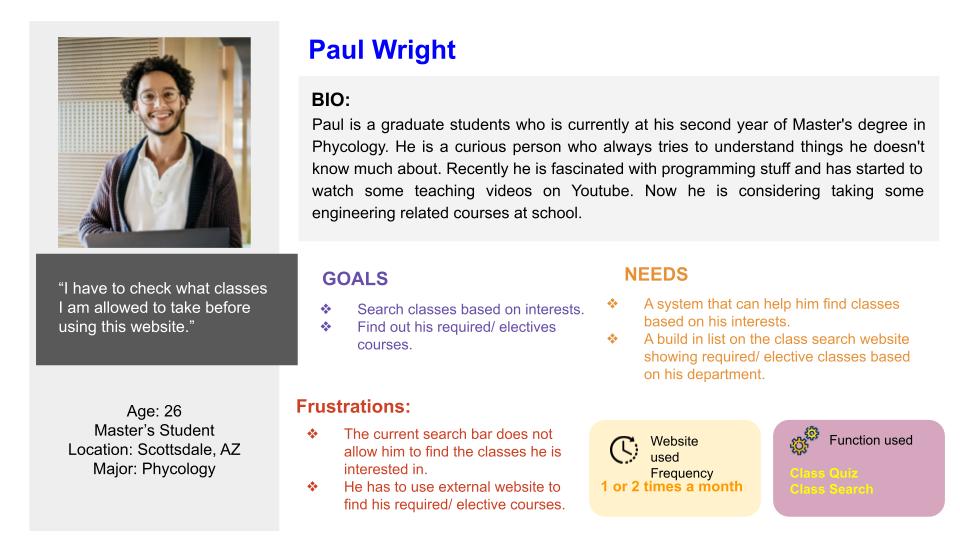 Paul Wright
BIO:
Paul is a graduate students who is currently at his second year of Master's degree in
Phycology. He is a curious person who always tries to understand things he doesn't
know much about. Recently he is fascinated with programming stuff and has started to
watch some teaching videos on Youtube. Now he is considering taking some
engineering related courses at school.
“I have to check what classes
I am allowed to take before
using this website.”
Age: 26
Master’s Student
Location: Scottsdale, AZ
Major: Phycology
GOALS
❖ Search classes based on interests.
❖ Find out his required/ electives
courses.
NEEDS
❖ A system that can help him find classes
based on his interests.
❖ A build in list on the class search website
showing required/ elective classes based
on his department.
Frustrations:
❖ The current search bar does not
allow him to find the classes he is
interested in.
❖ He has to use external website to
find his required/ elective courses.
Website
used
Frequency
1 or 2 times a month
Function used
Class Quiz
Class Search